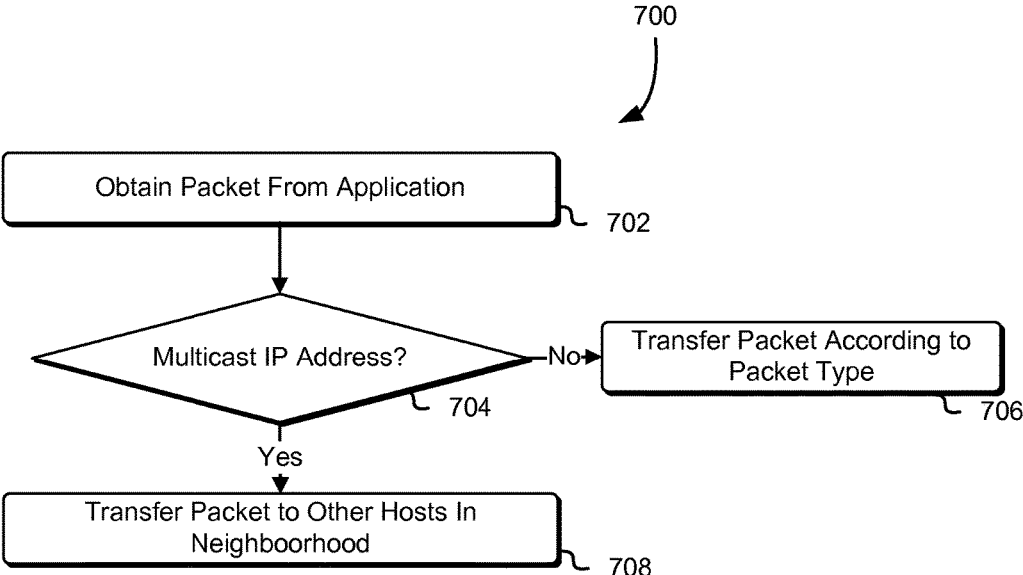 700
Obtain Packet From Application
702
Multicast IP Address?
704
No
Transfer Packet According to
Packet Type
706
Yes
Transfer Packet to Other Hosts In
Neighboorhood
708